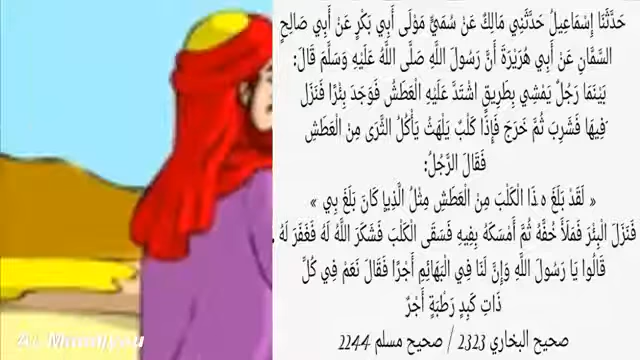 حَدَّثَنَا إِسْمَاعِيلُ حَدَّثَنِي مَالِكٌ عَنْ سُمَيٍّ مَوْلَى أَبِي بَكْرٍ عَنْ أَبِي صَالِحٍ
السَّمَّانِ عَنْ أَبِي هُرَيْرَةَ أَنَّ رَسُولَ اللَّهِ صَلَّى اللَّهُ عَلَيْهِ وَسَلَّمَ قَالَ:
بَيْنَمَا رَجُلٌ يَمْشِي بِطَرِيقٍ اشْتَدَّ عَلَيْهِ الْعَطَشُ فَوَجَدَ بِئْرًا فَنَزَلَ
فِيهَا فَشَرِبَ ثُمَّ خَرَجَ فَإِذَا كَلْبٌ يَلْهَثُ يَأْكُلُ الثَّرَى مِنْ الْعَطَشِ
فَقَالَ الرَّجُلُ:
« لَقَدْ بَلَغَ ه ذَا الْكَلْبَ مِنْ الْعَطَشِ مِثْلُ الَّذِيا كَانَ بَلَغَ بِي »
فَنَزَلَ الْبِئْرَ فَمَلَأَ خُفَّهُ ثُمَّ أَمْسَكَهُ بِفِيهِ فَسَقَى الْكَلْبَ فَشَكَرَ اللَّهُ لَهُ فَغَفَرَ لَهُ .
قَالُوا يَا رَسُولَ اللَّهِ وَإِنَّ لَنَا فِي الْبَهَائِمِ أَجْرًا فَقَالَ نَعَمْ فِي كُلِّ
ذَاتِ كَبِدٍ رَطْبَةٍ أَجْرٌ
صحيح البخاري 2323 / صحيح مسلم 2244